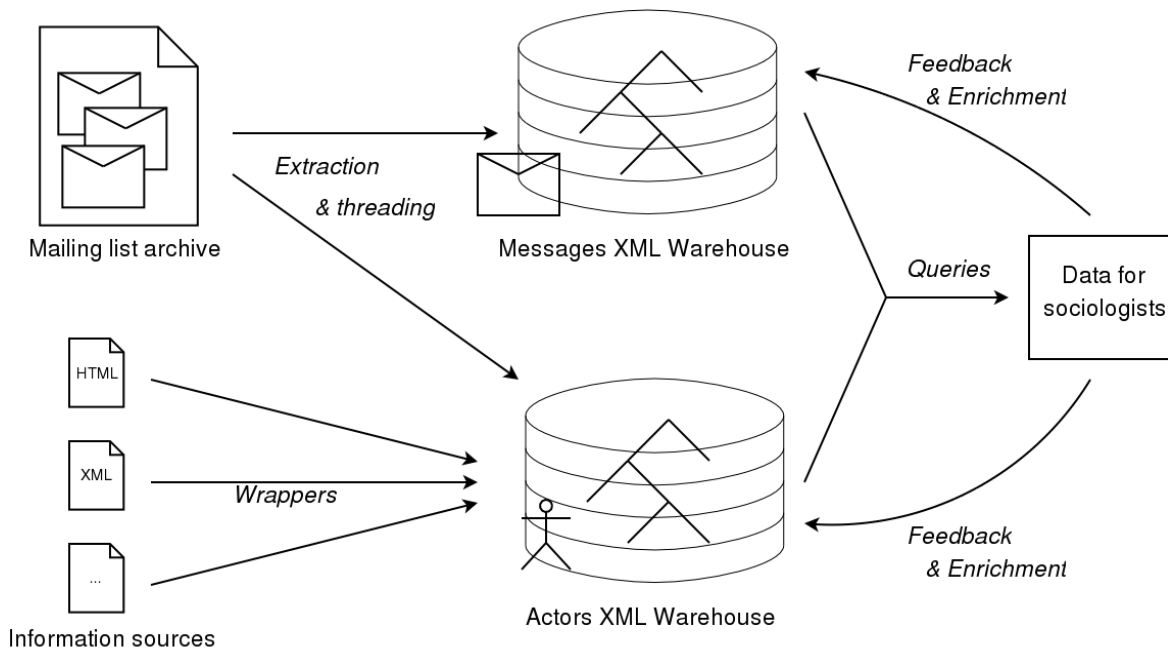 Feedback
& Enrichment
Extraction
& threading
Mailing list archive
Messages XML Warehouse
Queries
Data for
sociologists
HTML
XML
Wrappers
...
Feedback
& Enrichment
Actors XML Warehouse
Information sources